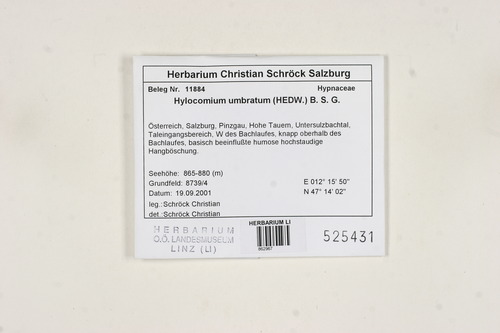 Herbarium Christian Schröck Salzburg
Beleg Nr. 11884 Hypnaceae
Hylocomium umbratum (HEDW.) B. S. G.
Österreich, Salzburg, Pinzgau, Hohe Tauern, Untersulzbachtal,
Taleingangsbereich. W des Bachlaufes, knapp oberhalb des
Bachlaufes, basisch beeinflußte humose hochstaudige
Hangböschung.
Seehöhe: 865-880 (m) E 012° 15' 50"
Grundfeld: 8739/4 N 47° 14' 02"
Datum: 19.09.2001
leg.:Schröck Christian
det.:Schröck Christian
HERBARIUM
O.Ö. LANDESMUSEUM
LINZ (LI)
HERBARIUM LI
862967
525431